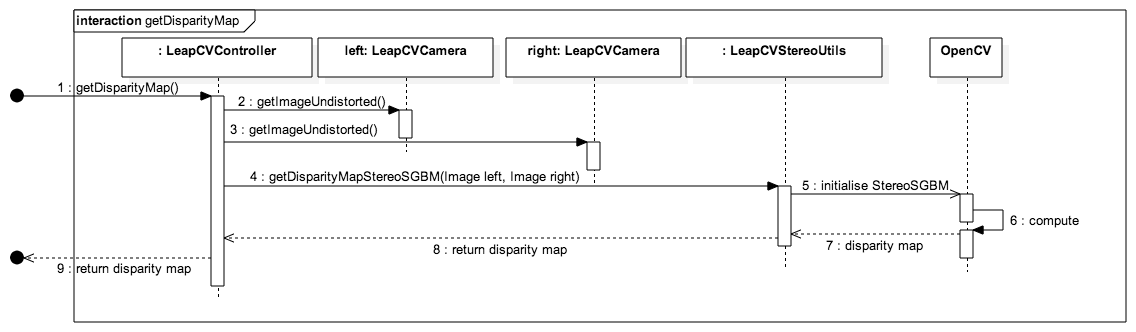 interaction getDisparityMap
: LeapCVController
left: LeapCVCamera
right: LeapCVCamera
: LeapCVStereoUtils
OpenCV
1 : getDisparityMap()
2 : getImageUndistorted()
3 : getImageUndistorted()
4 : getDisparityMapStereoSGBM(Image left, Image right)
5 : initialise StereoSGBM
6 : compute
7 : disparity map
8 : return disparity map
9 : return disparity map